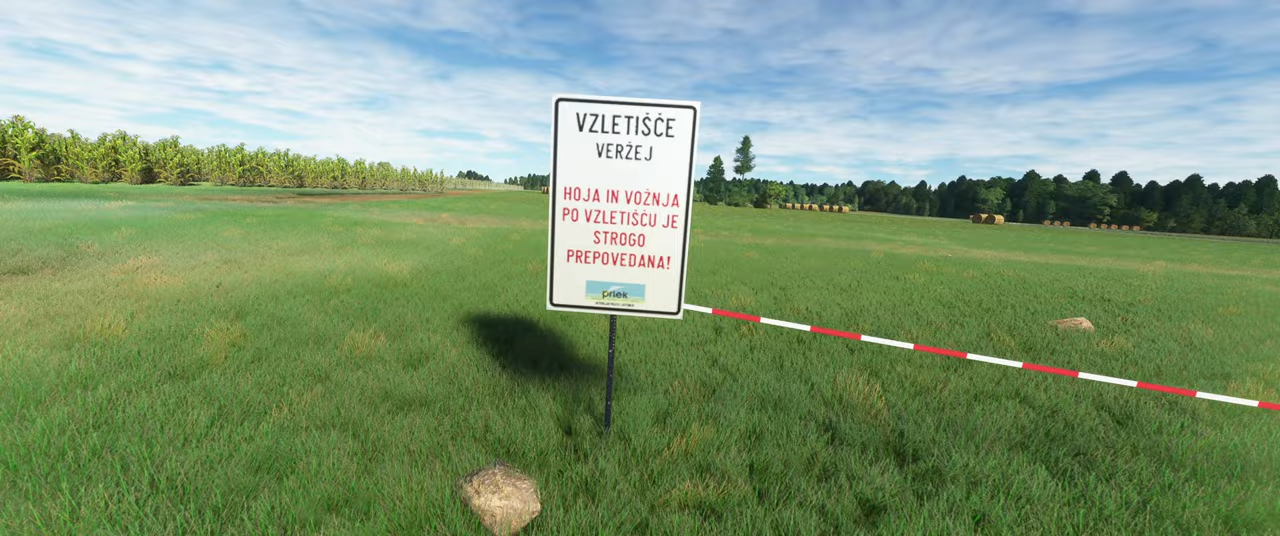 VZLETIŠČE
VERŽEJ
HOJA IN VOŽNJA
PO VZLETIŠČU JE
STROGO
PREPOVEDANA!
prlek